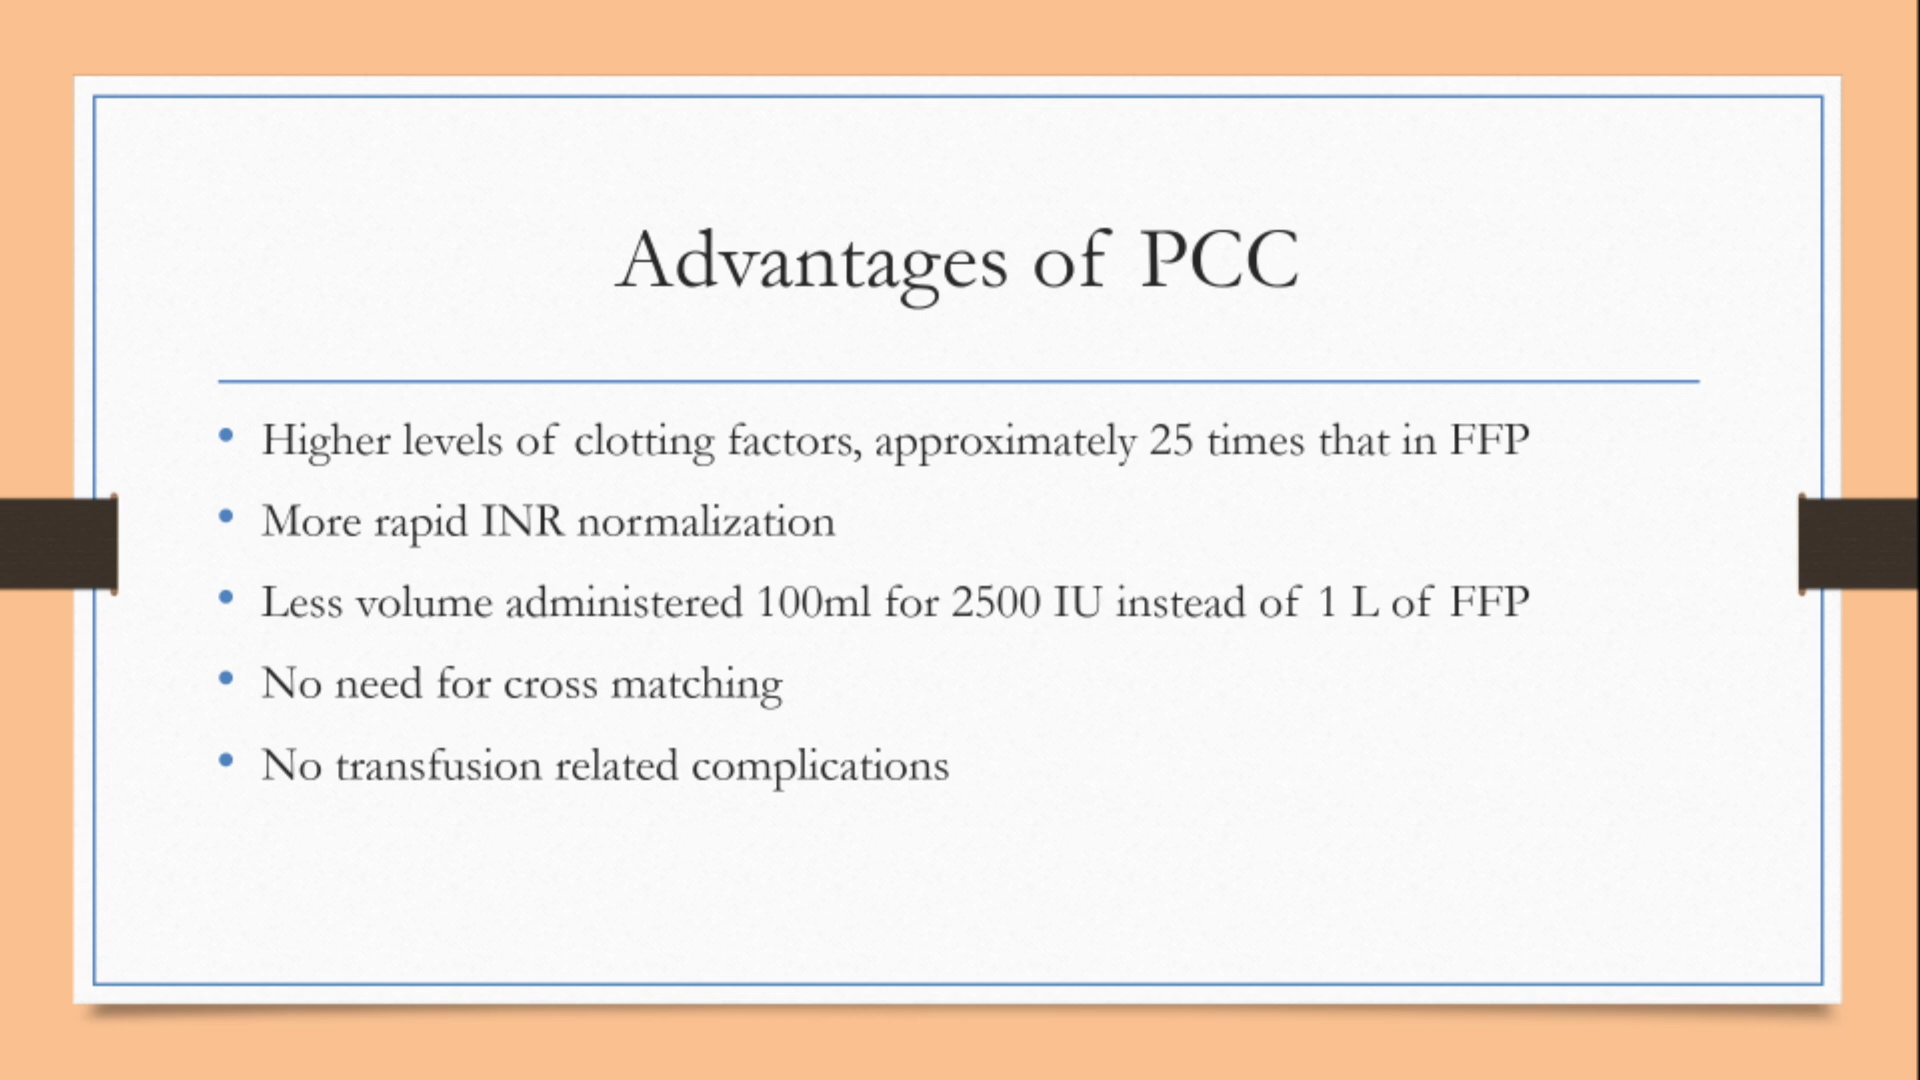 Advantages of PCC
• Higher levels of clotting factors, approximately 25 times that in FFP
• More rapid INR normalization
• Less volume administered 100ml for 2500 IU instead of 1 L of FFP
• No need for cross matching
• No transfusion related complications